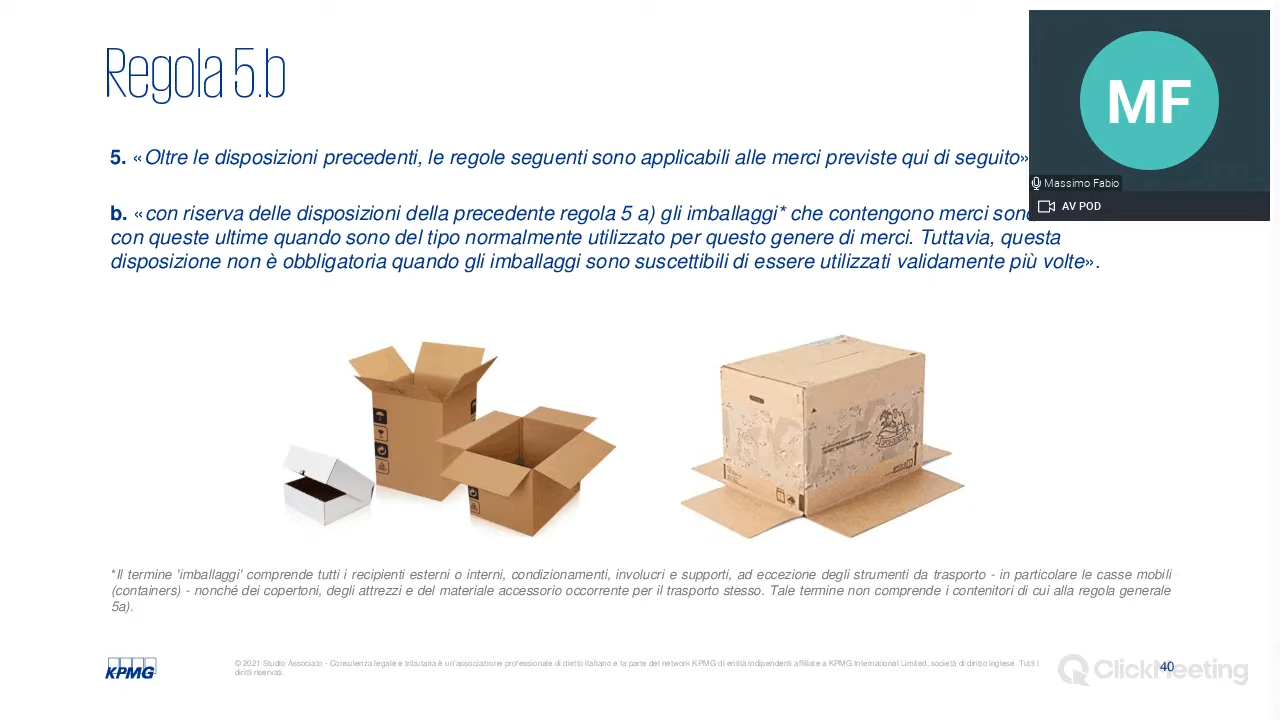 Regola 5.b
5. «Oltre le disposizioni precedenti, le regole seguenti sono applicabili alle merci previste qui di seguito»
b. «con riserva delle disposizioni della precedente regola 5 a) gli imballaggi* che contengono merci sono
con queste ultime quando sono del tipo normalmente utilizzato per questo genere di merci. Tuttavia, questa
disposizione non è obbligatoria quando gli imballaggi sono suscettibili di essere utilizzati validamente più volte».
MF
Massimo Fabio
AV POD
*Il termine 'imballaggi' comprende tutti i recipienti esterni o interni, condizionamenti, involucri e supporti, ad eccezione degli strumenti da trasporto - in particolare le casse mobili
(containers) - nonché dei copertoni, degli attrezzi e del materiale accessorio occorrente per il trasporto stesso. Tale termine non comprende i contenitori di cui alla regola generale
5a).
KPMG
© 2021 Studio Associato - Consulenza legale e tributaria è un'associazione professionale di diritto italiano e fa parte del network KPMG di entità indipendenti affiliate a KPMG International Limited, società di diritto inglese. Tutti i
diritti riservati.
40
ClickMeeting